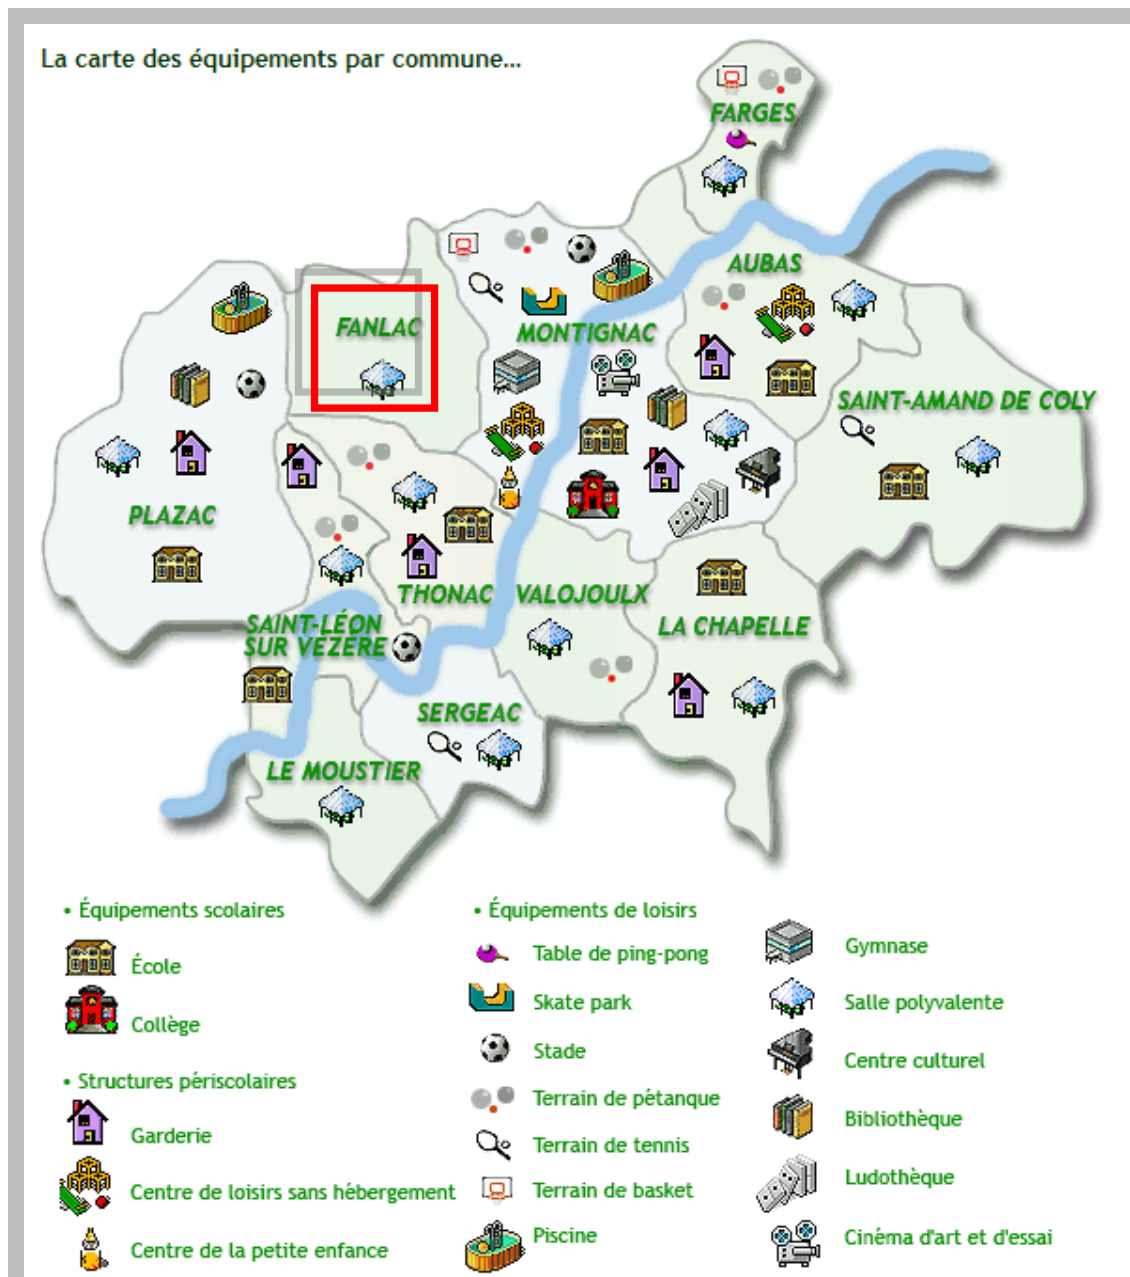 La carte des équipements par commune...
FARGES
AUBAS
FANLAC
MONTIGNAC
SAINT-AMAND DE COLY
PLAZAC
THONAC
VALOJOULX
LA CHAPELLE
SAINT-LÉON
SUR VÉZÈRE
SERGEAC
LE MOUSTIER
• Équipements scolaires
École
Collège
• Structures périscolaires
Garderie
Centre de loisirs sans hébergement
Centre de la petite enfance
• Équipements de loisirs
Table de ping-pong
Skate park
Stade
Terrain de pétanque
Terrain de tennis
Terrain de basket
Piscine
Gymnase
Salle polyvalente
Centre culturel
Bibliothèque
Ludothèque
Cinéma d'art et d'essai